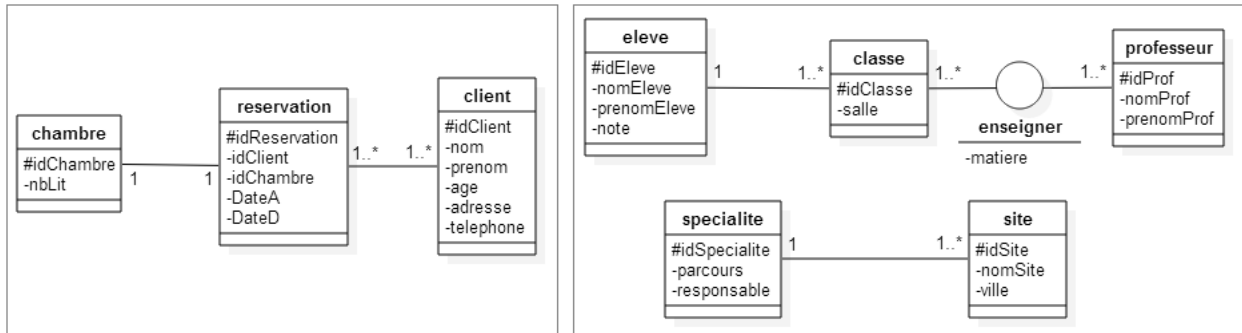 chambre
#idChambre
-nbLit
1
1
reservation
#idReservation
-idClient
-idChambre
-DateA
-DateD
1..*
1..*
client
#idClient
-nom
-prenom
-age
-adresse
-telephone
eleve
#idEleve
-nomEleve
-prenomEleve
-note
1
1..*
classe
#idClasse
-salle
1..*
enseigner
-matiere
1..*
professeur
#idProf
-nomProf
-prenomProf
specialite
#idSpecialite
-parcours
-responsable
1
1..*
site
#idSite
-nomSite
-ville